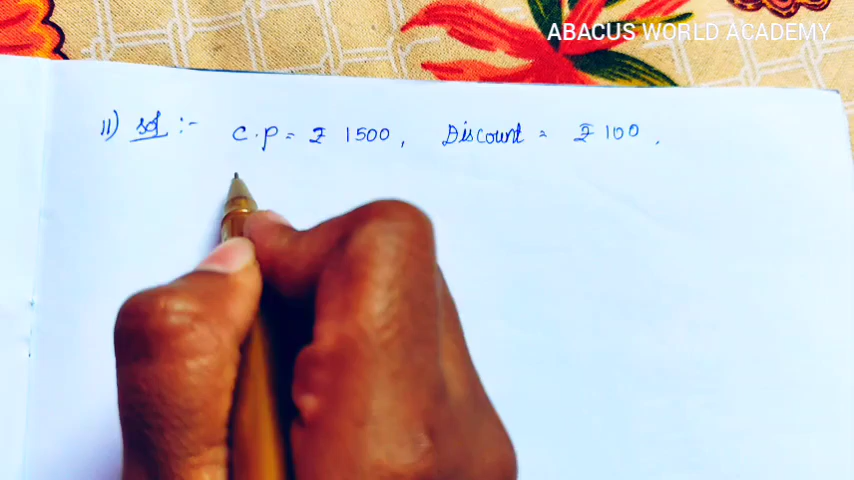 ABACUS WORLD ACADEMY
11) Sol :- C.P = ₹ 1500, Discount = ₹ 100.